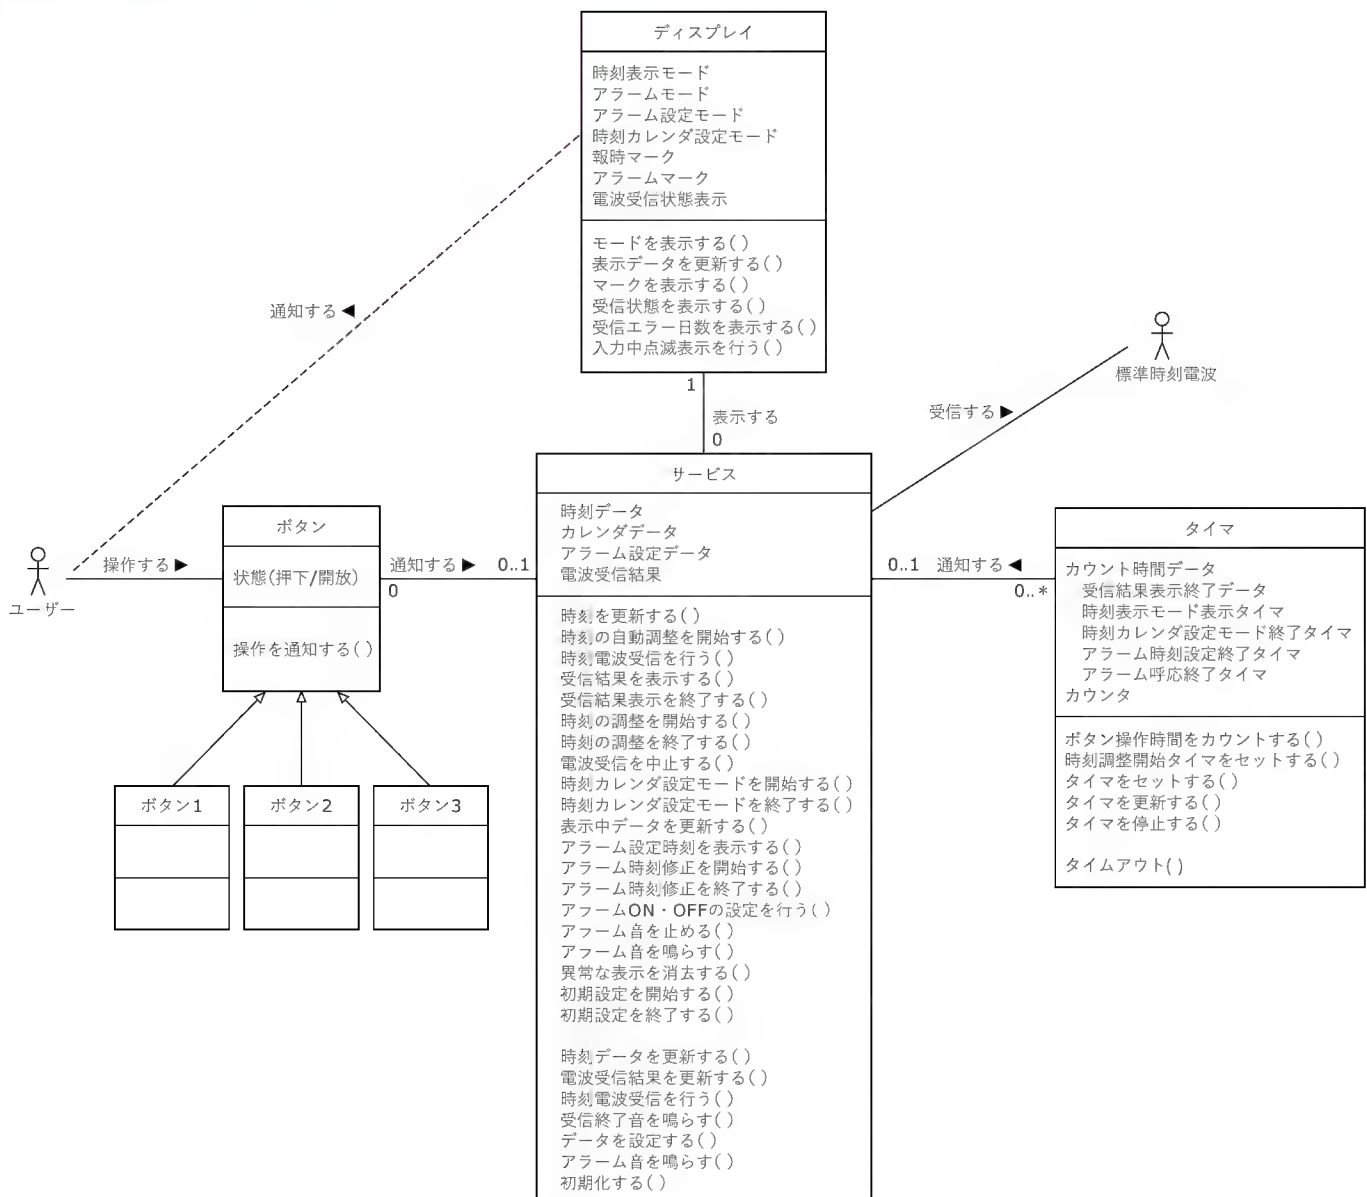 ディスプレイ
時刻表示モード
アラームモード
アラーム設定モード
時刻カレンダ設定モード
報時マーク
アラームマーク
電波受信状態表示
モードを表示する()
表示データを更新する()
マークを表示する()
受信状態を表示する()
受信エラー日数を表示する()
入力中点滅表示を行う()
通知する◀
1
表示する
0
標準時刻電波
受信する▶
ユーザー
操作する▶
ボタン
状態(押下/開放)
操作を通知する()
通知する▶
0..1
0
ボタン1
ボタン2
ボタン3
サービス
時刻データ
カレンダデータ
アラーム設定データ
電波受信結果
時刻を更新する()
時刻の自動調整を開始する()
時刻電波受信を行う()
受信結果を表示する()
受信結果表示を終了する()
時刻の調整を開始する()
時刻の調整を終了する()
電波受信を中止する()
時刻カレンダ設定モードを開始する()
時刻カレンダ設定モードを終了する()
表示中データを更新する()
アラーム設定時刻を表示する()
アラーム時刻修正を開始する()
アラーム時刻修正を終了する()
アラームON・OFFの設定を行う()
アラーム音を止める()
アラーム音を鳴らす()
異常な表示を消去する()
初期設定を開始する()
初期設定を終了する()
時刻データを更新する()
電波受信結果を更新する()
時刻電波受信を行う()
受信終了音を鳴らす()
データを設定する()
アラーム音を鳴らす()
初期化する()
0..1
通知する◀
0..*
タイマ
カウント時間データ
受信結果表示終了データ
時刻表示モード表示タイマ
時刻カレンダ設定モード終了タイマ
アラーム時刻設定終了タイマ
アラーム呼応終了タイマ
カウンタ
ボタン操作時間をカウントする()
時刻調整開始タイマをセットする()
タイマをセットする()
タイマを更新する()
タイマを停止する()
タイムアウト()